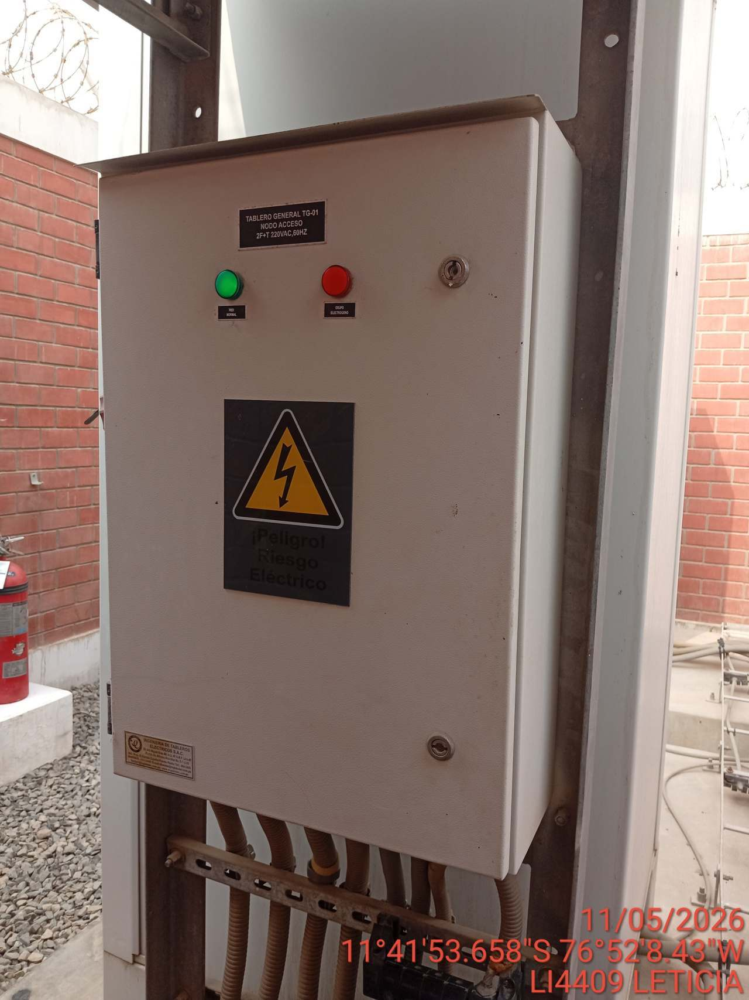 TABLERO GENERAL TG-01
NODO ACCESO
2F+T 220VAC,60HZ
RED
NORMAL
GRUPO
ELECTROGENO
¡Peligro!
Riesgo
Eléctrico
INGENIERIA DE TABLEROS
ELECTRICOS S.A.C.
11/05/2026
11°41'53.658"S 76°52'8.43"W
LI4409 LETICIA